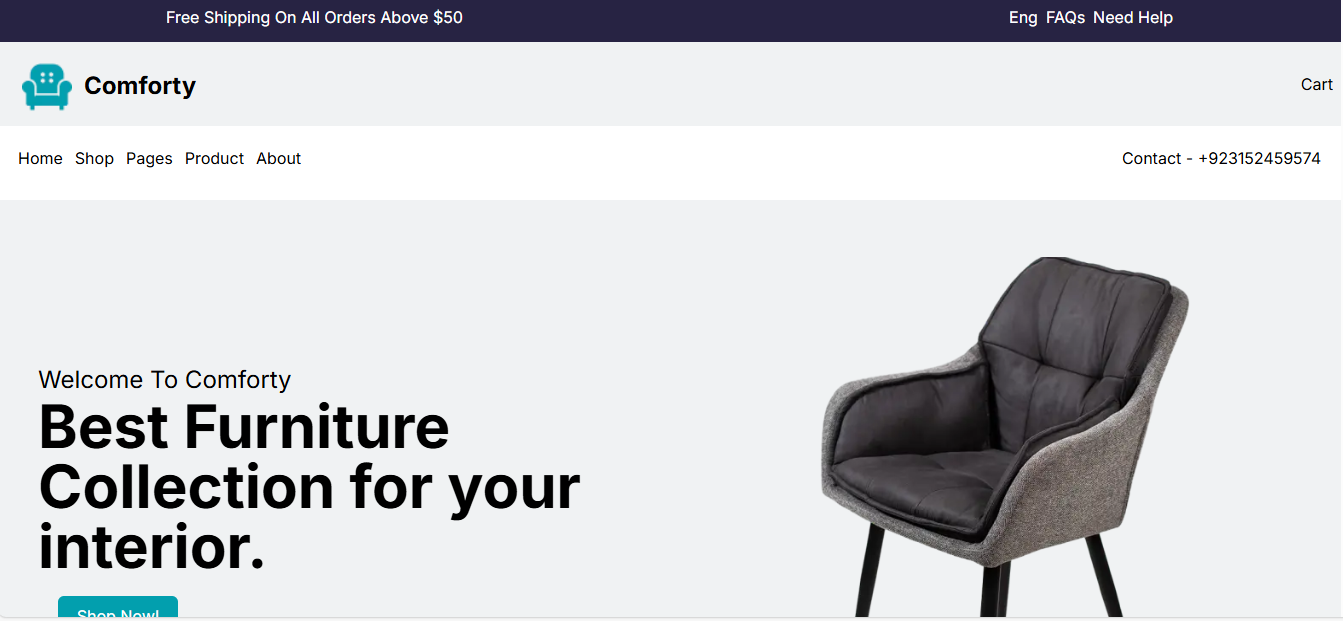 Free Shipping On All Orders Above $50
Eng FAQs Need Help
Comforty
Cart
Home Shop Pages Product About
Contact - +923152459574
Welcome To Comforty
Best Furniture
Collection for your
interior.
Shop Now!